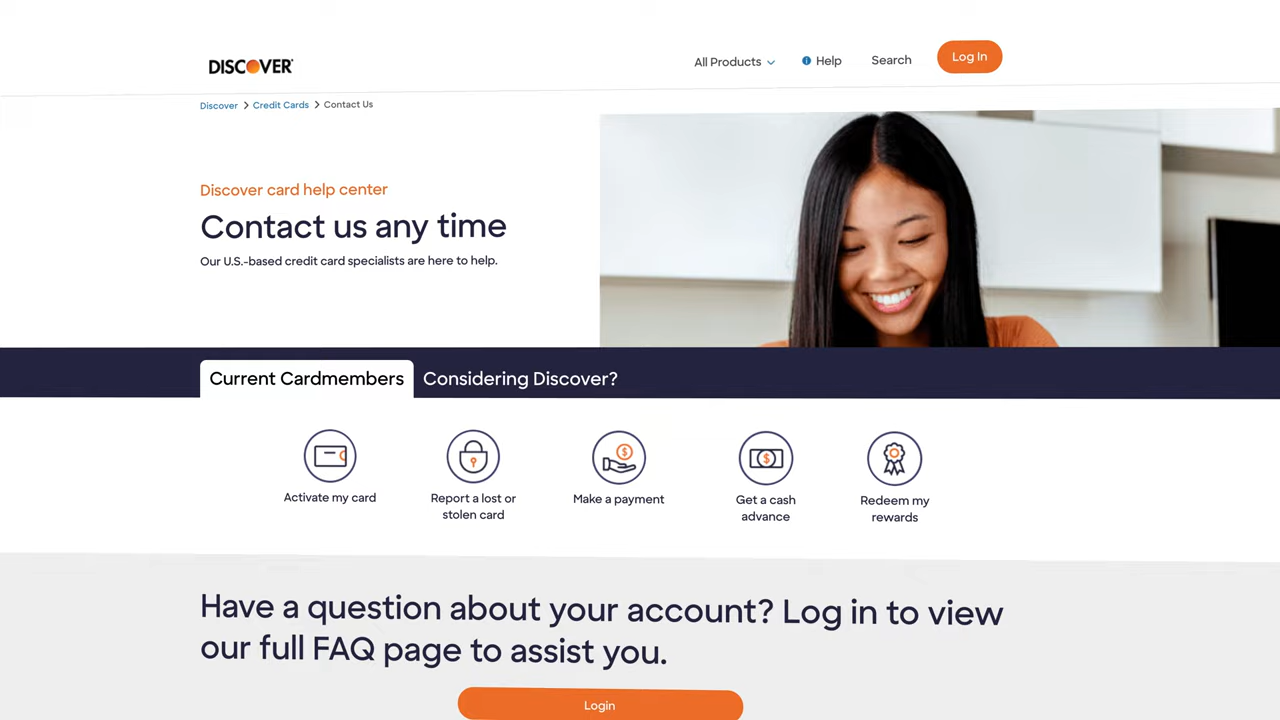 DISCOVER
All Products
Help
Search
Log In
Discover > Credit Cards > Contact Us
Discover card help center
Contact us any time
Our U.S.-based credit card specialists are here to help.
Current Cardmembers
Considering Discover?
Activate my card
Report a lost or
stolen card
Make a payment
Get a cash
advance
Redeem my
rewards
Have a question about your account? Log in to view
our full FAQ page to assist you.
Login